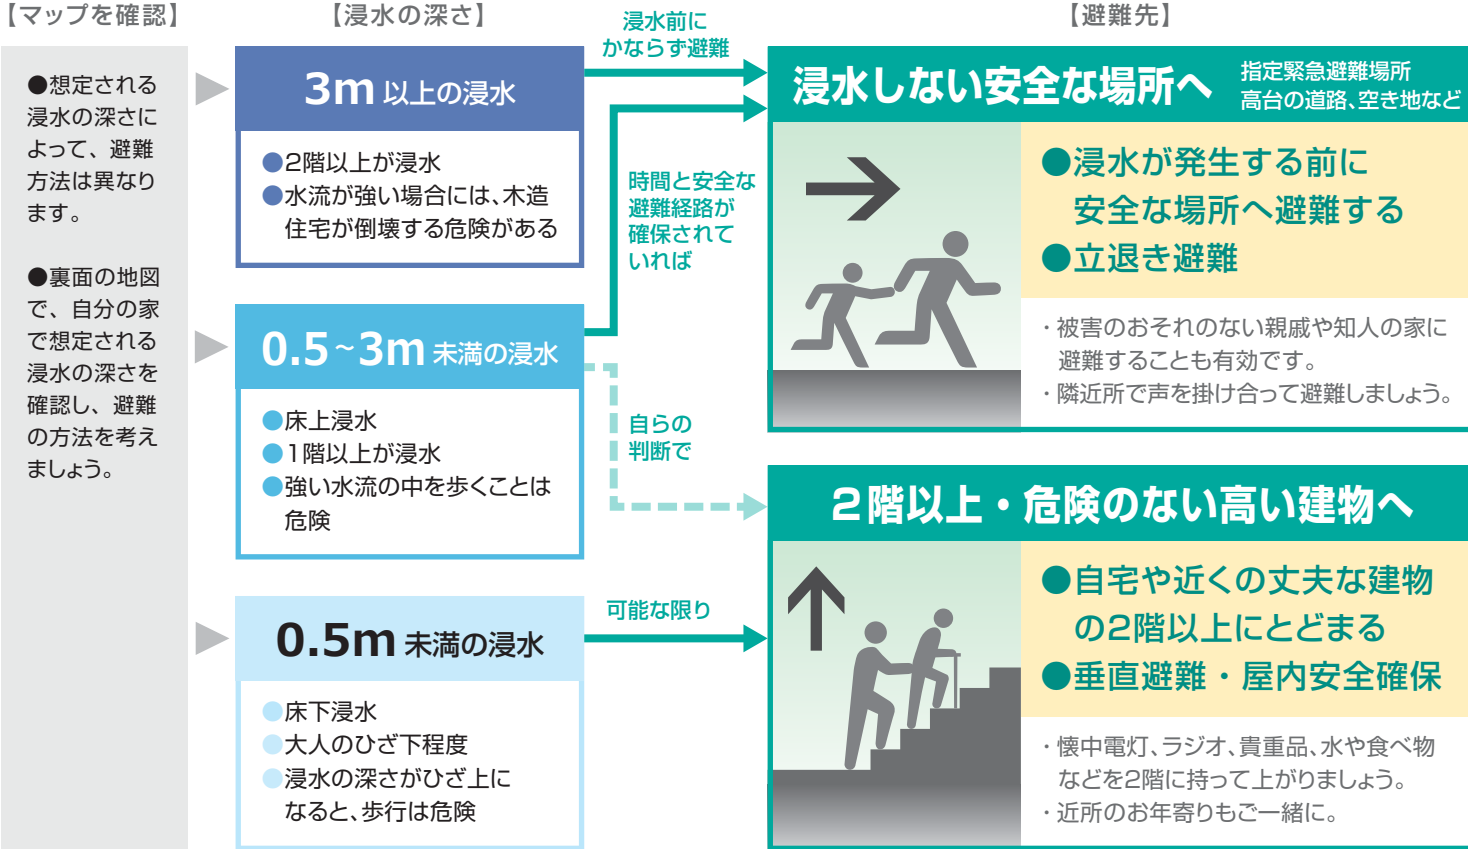 【マップを確認】
●想定される
浸水の深さに
よって、避難
方法は異なり
ます。
●裏面の地図
で、自分の家
で想定される
浸水の深さを
確認し、避難
の方法を考え
ましょう。
【浸水の深さ】
3m 以上の浸水
●2階以上が浸水
●水流が強い場合には、木造
住宅が倒壊する危険がある
0.5~3m 未満の浸水
●床上浸水
●1階以上が浸水
●強い水流の中を歩くことは
危険
0.5m 未満の浸水
●床下浸水
●大人のひざ下程度
●浸水の深さがひざ上に
なると、歩行は危険
浸水前に
かならず避難
時間と安全な
避難経路が
確保されて
いれば
自らの
判断で
可能な限り
【避難先】
浸水しない安全な場所へ
指定緊急避難場所
高台の道路、空き地など
●浸水が発生する前に
安全な場所へ避難する
●立退き避難
・被害のおそれのない親戚や知人の家に
避難することも有効です。
・隣近所で声を掛け合って避難しましょう。
2階以上・危険のない高い建物へ
●自宅や近くの丈夫な建物
の2階以上にとどまる
●垂直避難・屋内安全確保
・懐中電灯、ラジオ、貴重品、水や食べ物
などを2階に持って上がりましょう。
・近所のお年寄りもご一緒に。